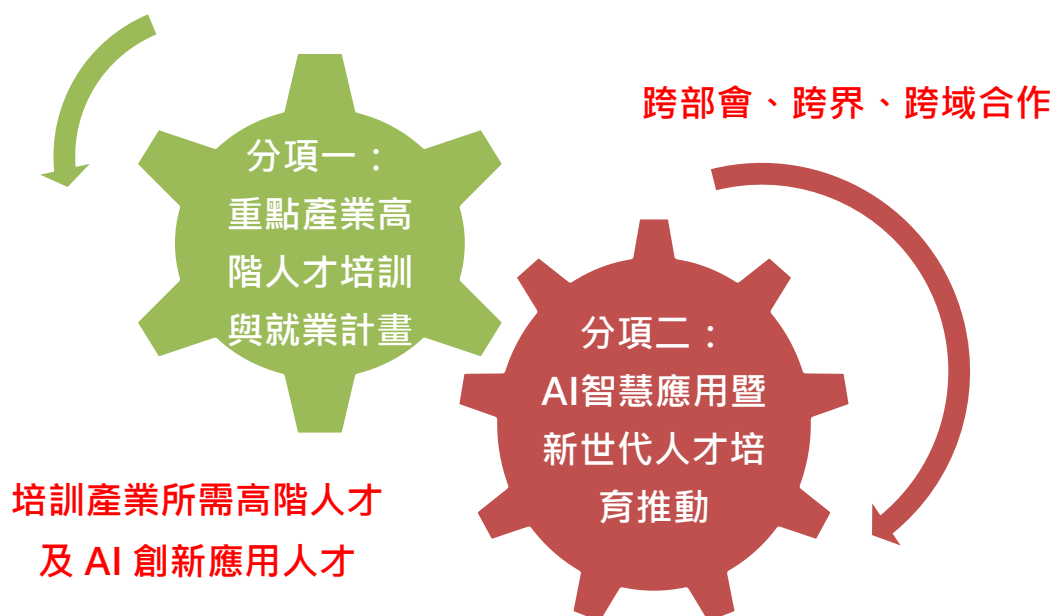 跨部會、跨界、跨域合作
分項一：
重點產業高
階人才培訓
與就業計畫
分項二：
AI智慧應用暨
新世代人才培
育推動
培訓產業所需高階人才
及 AI 創新應用人才